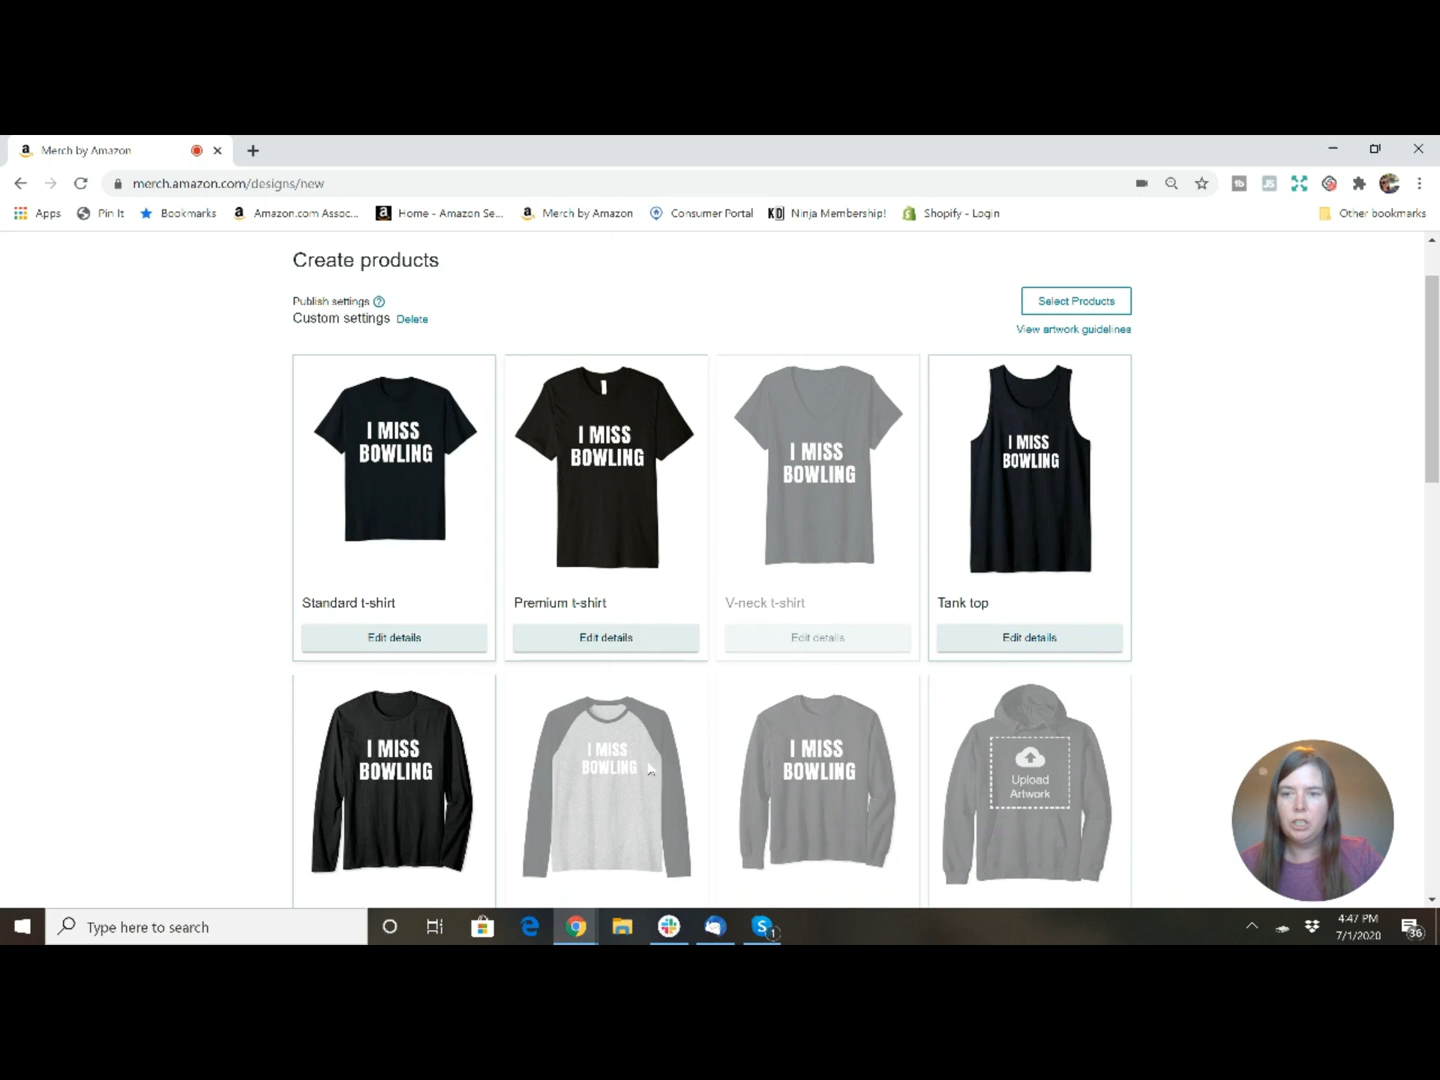 Merch by Amazon
merch.amazon.com/designs/new
Apps
Pin It
Bookmarks
Amazon.com Assoc...
Home - Amazon Se...
Merch by Amazon
Consumer Portal
KD Ninja Membership!
Shopify - Login
Other bookmarks
Create products
Publish settings ?
Custom settings Delete
Select Products
View artwork guidelines
I MISS
BOWLING
I MISS
BOWLING
I MISS
BOWLING
I MISS
BOWLING
Standard t-shirt
Premium t-shirt
V-neck t-shirt
Tank top
Edit details
Edit details
Edit details
Edit details
I MISS
BOWLING
I MISS
BOWLING
I MISS
BOWLING
Upload
Artwork
Type here to search
4:47 PM
7/1/2020
36